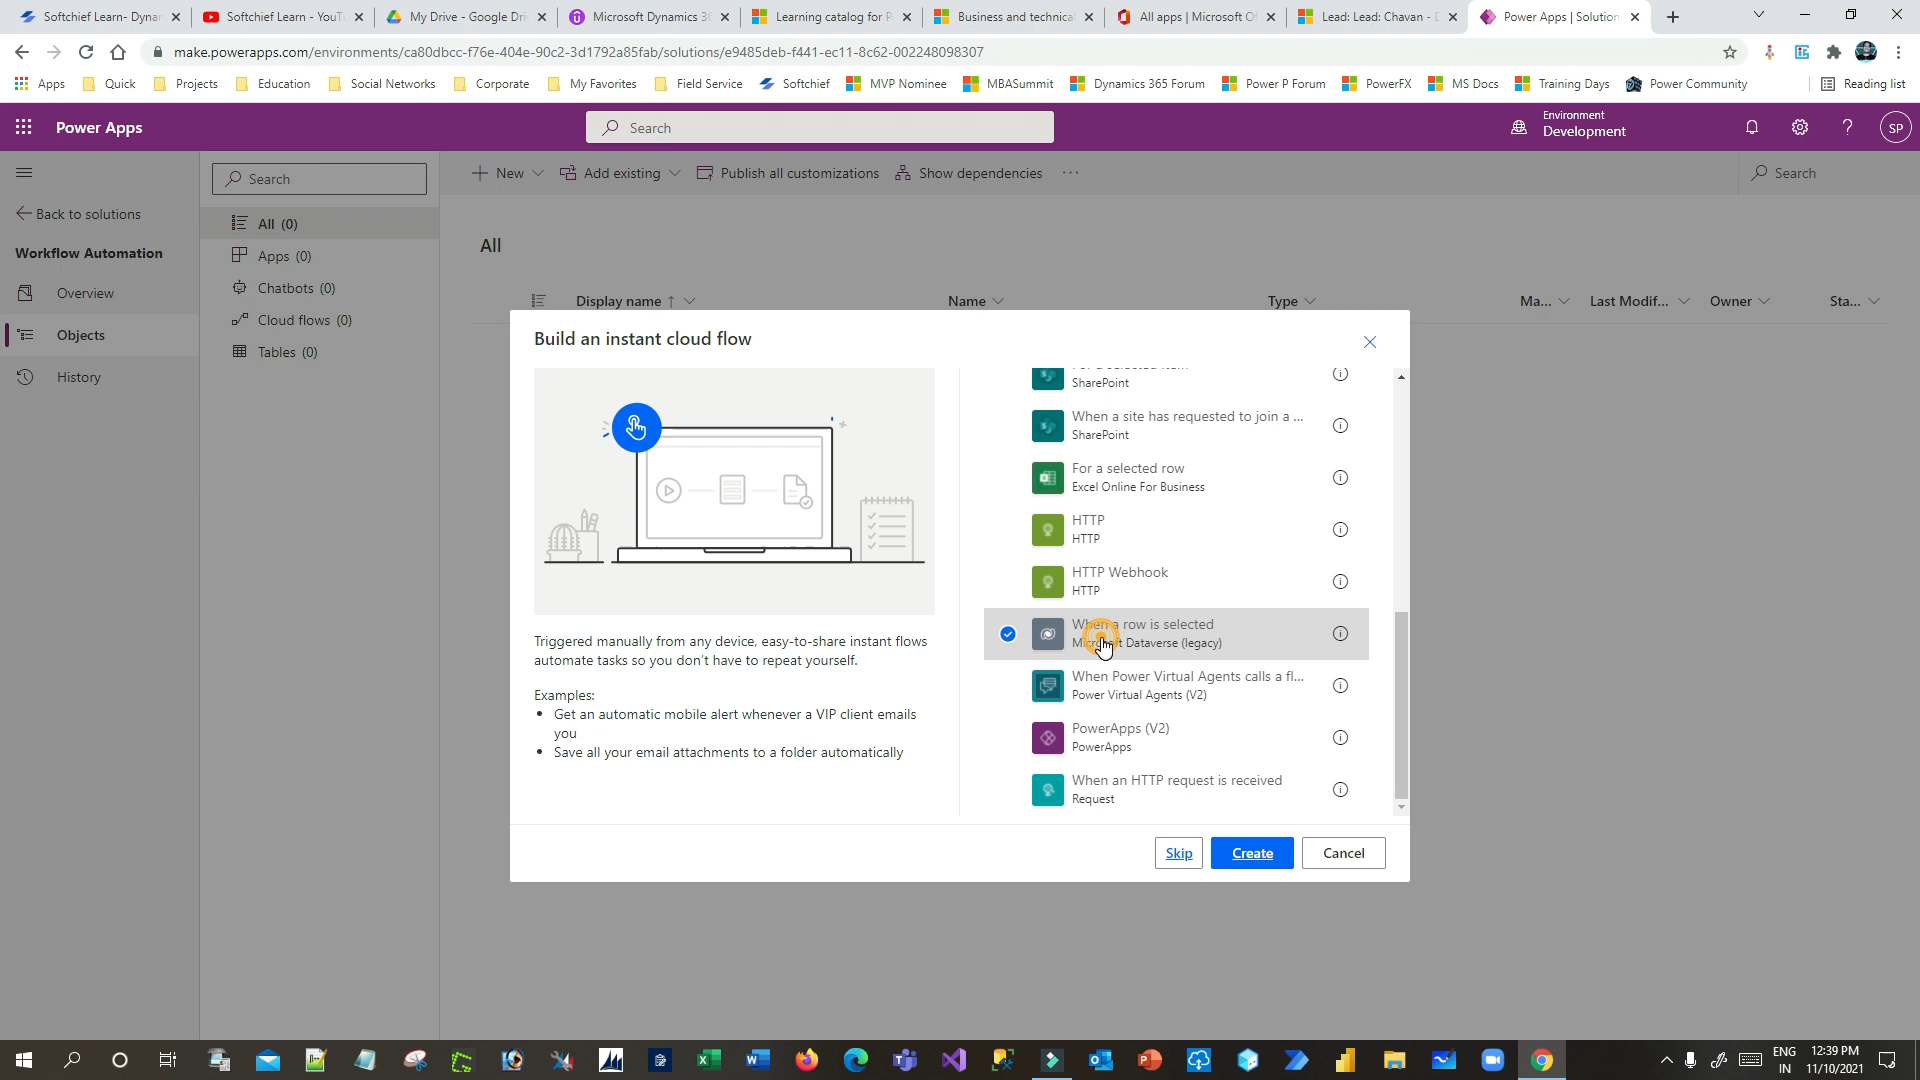 Softchief Learn- Dynam
Softchief Learn - YouTu
My Drive - Google Dri
Microsoft Dynamics 36
Learning catalog for P
Business and technica
All apps | Microsoft O
Lead: Lead: Chavan - D
Power Apps | Solution
make.powerapps.com/environments/ca80dbcc-f76e-404e-90c2-3d1792a85fab/solutions/e9485deb-f441-ec11-8c62-002248098307
Apps
Quick
Projects
Education
Social Networks
Corporate
My Favorites
Field Service
Softchief
MVP Nominee
MBASummit
Dynamics 365 Forum
Power P Forum
PowerFX
MS Docs
Training Days
Power Community
Reading list
Power Apps
Search
Environment
Development
SP
Search
New
Add existing
Publish all customizations
Show dependencies
Search
Back to solutions
Workflow Automation
Overview
Objects
History
All (0)
Apps (0)
Chatbots (0)
Cloud flows (0)
Tables (0)
All
Display name
Name
Type
Ma...
Last Modif...
Owner
Sta...
Build an instant cloud flow
Triggered manually from any device, easy-to-share instant flows
automate tasks so you don't have to repeat yourself.
Examples:
• Get an automatic mobile alert whenever a VIP client emails
you
• Save all your email attachments to a folder automatically
SharePoint
When a site has requested to join a ...
SharePoint
For a selected row
Excel Online For Business
HTTP
HTTP
HTTP Webhook
HTTP
When a row is selected
Microsoft Dataverse (legacy)
When Power Virtual Agents calls a fl...
Power Virtual Agents (V2)
PowerApps (V2)
PowerApps
When an HTTP request is received
Request
Skip
Create
Cancel
ENG
IN
12:39 PM
11/10/2021